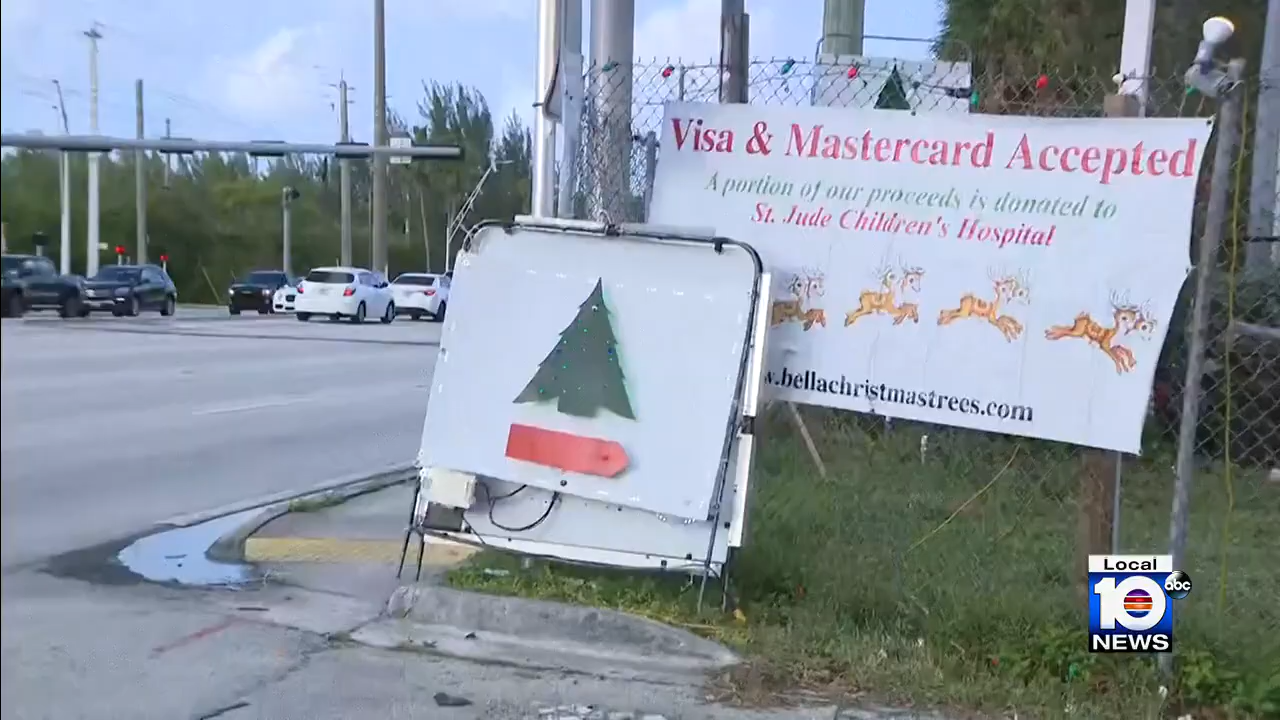 Visa & Mastercard Accepted
A portion of our proceeds is donated to
St. Jude Children's Hospital
.bellachristmastrees.com
Local
10 abc
NEWS